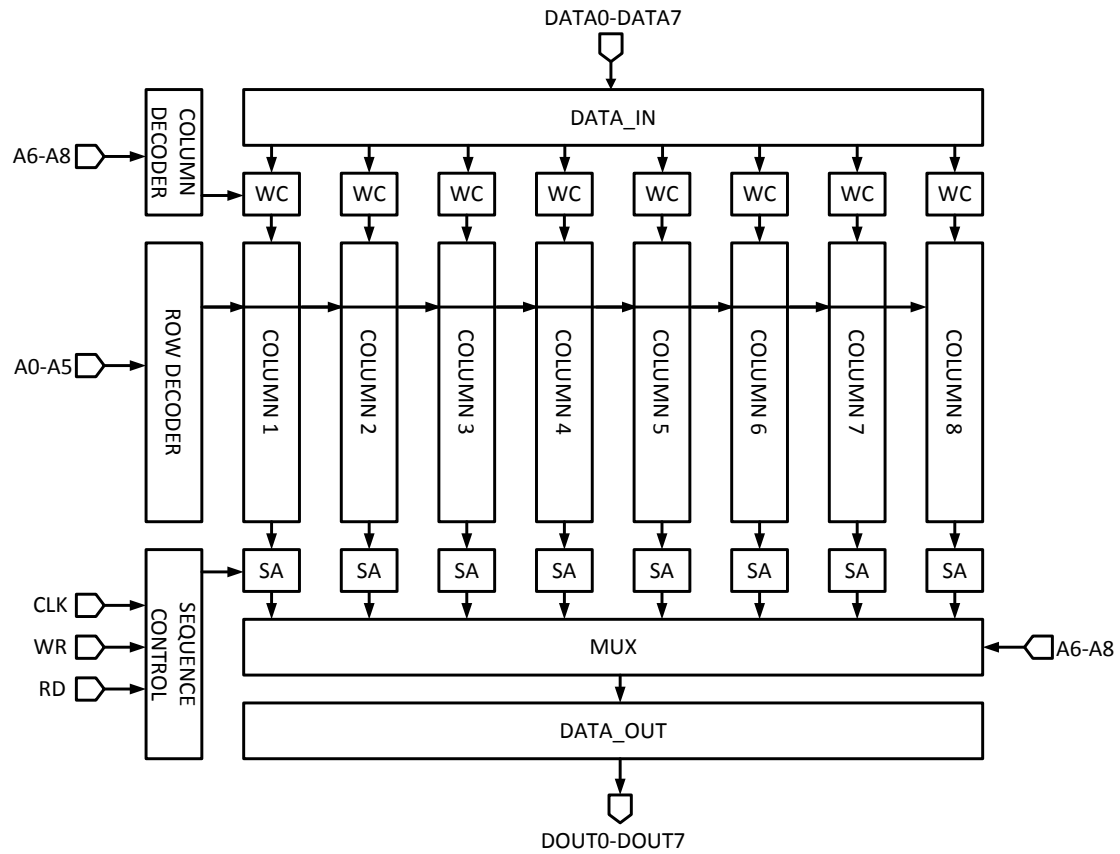 DATA0-DATA7
COLUMN
DECODER
DATA_IN
A6-A8
WC WC WC WC WC WC WC WC
ROW DECODER
A0-A5
COLUMN 1
COLUMN 2
COLUMN 3
COLUMN 4
COLUMN 5
COLUMN 6
COLUMN 7
COLUMN 8
SA SA SA SA SA SA SA SA
SEQUENCE
CONTROL
CLK
WR
RD
MUX
A6-A8
DATA_OUT
DOUT0-DOUT7